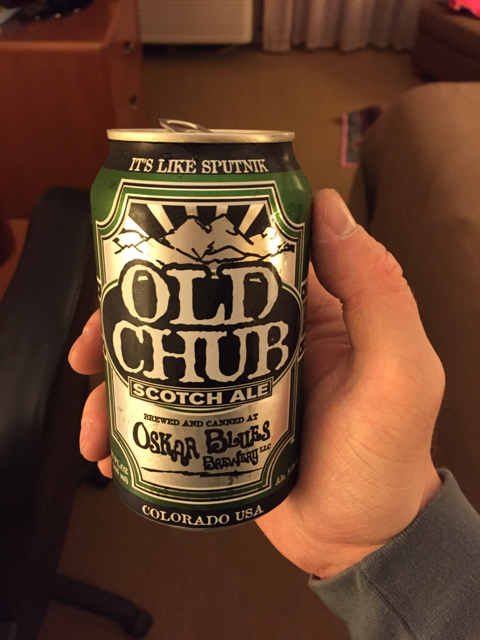 IT'S LIKE SPUTNIK
OLD
CHUB
SCOTCH ALE
BREWED AND CANNED AT
OSKAR BLUES
BREWERY LLC
COLORADO USA